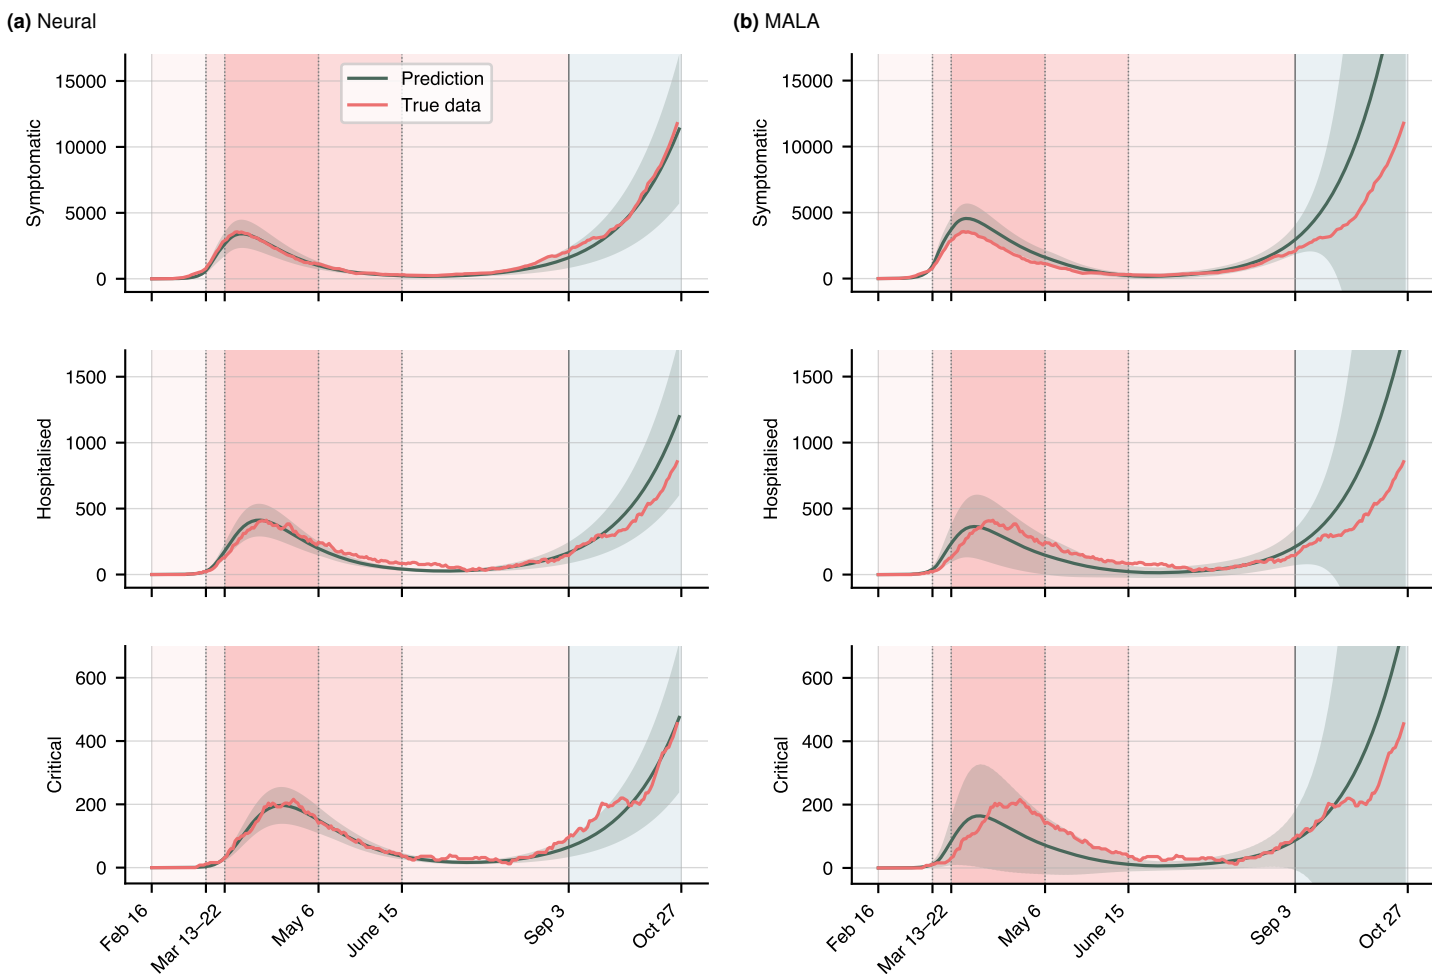 (a) Neural
(b) MALA
Symptomatic
15000
10000
5000
0
Prediction
True data
Symptomatic
15000
10000
5000
0
Hospitalised
1500
1000
500
0
Hospitalised
1500
1000
500
0
Critical
600
400
200
0
Critical
600
400
200
0
Feb 16
Mar 13–22
May 6
June 15
Sep 3
Oct 27
Feb 16
Mar 13–22
May 6
June 15
Sep 3
Oct 27